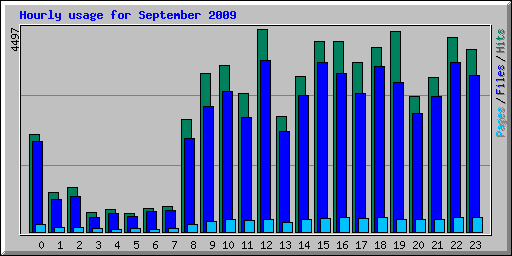 Hourly usage for September 2009
4497
Pages / Files / Hits
0 1 2 3 4 5 6 7 8 9 10 11 12 13 14 15 16 17 18 19 20 21 22 23